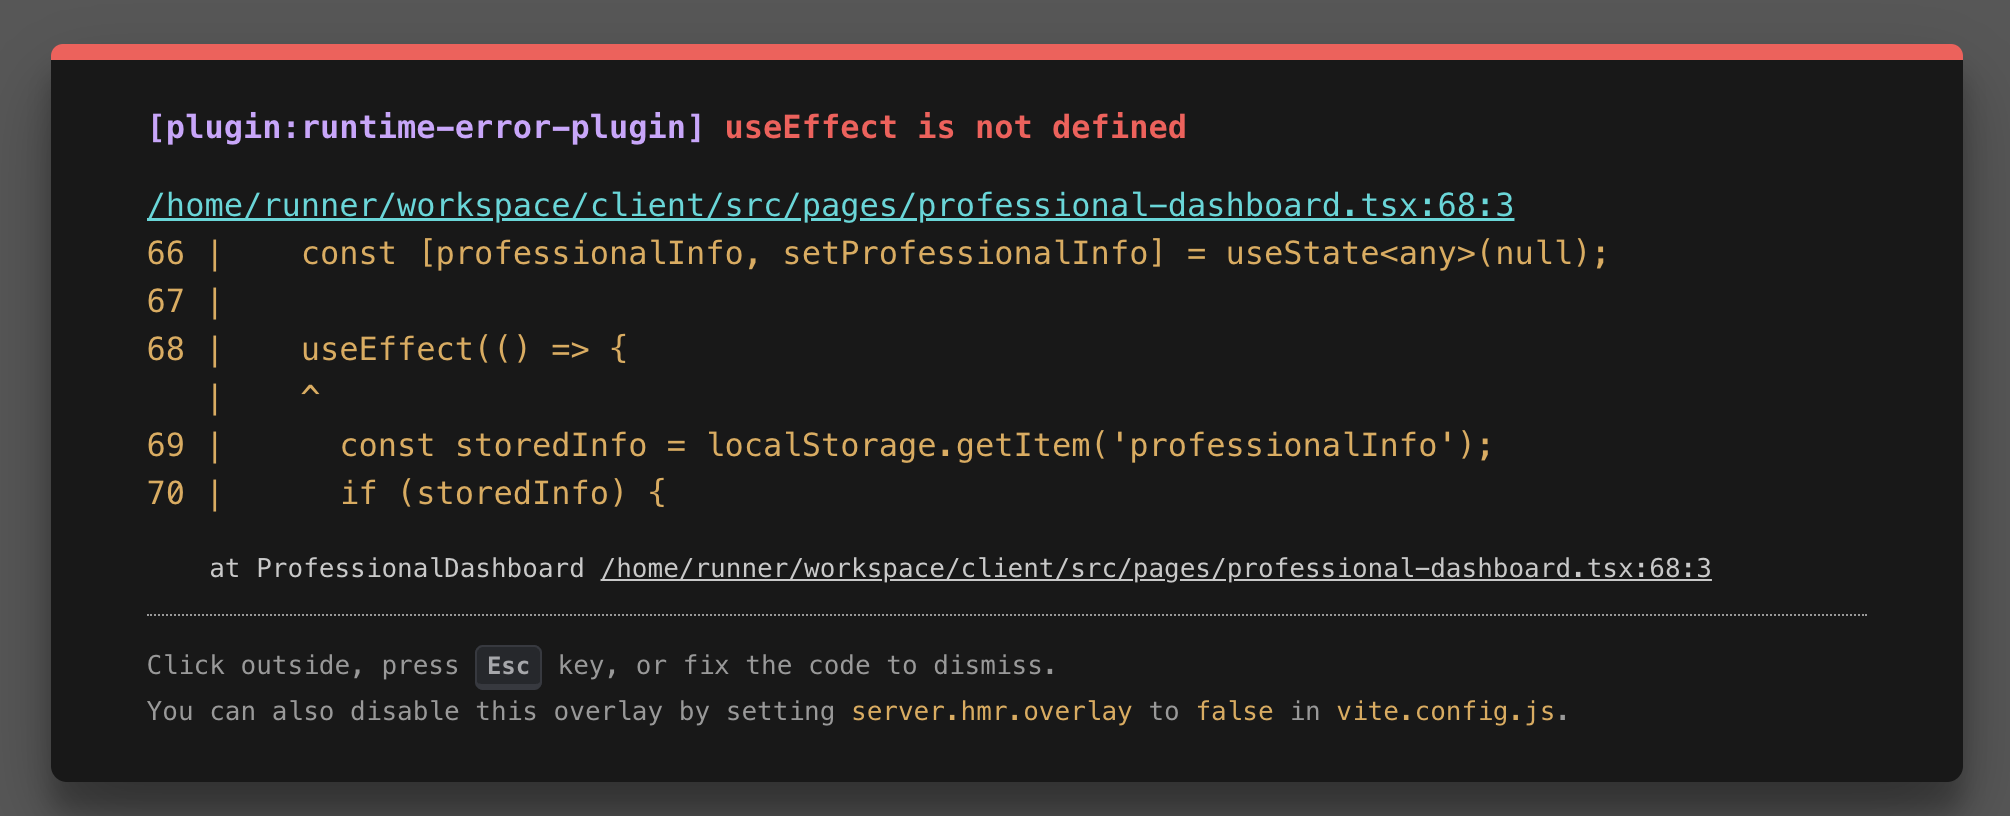 [plugin:runtime-error-plugin] useEffect is not defined
/home/runner/workspace/client/src/pages/professional-dashboard.tsx:68:3
66 |    const [professionalInfo, setProfessionalInfo] = useState<any>(null);
67 |
68 |    useEffect(() => {
   |    ^
69 |      const storedInfo = localStorage.getItem('professionalInfo');
70 |      if (storedInfo) {
at ProfessionalDashboard /home/runner/workspace/client/src/pages/professional-dashboard.tsx:68:3
Click outside, press Esc key, or fix the code to dismiss.
You can also disable this overlay by setting server.hmr.overlay to false in vite.config.js.